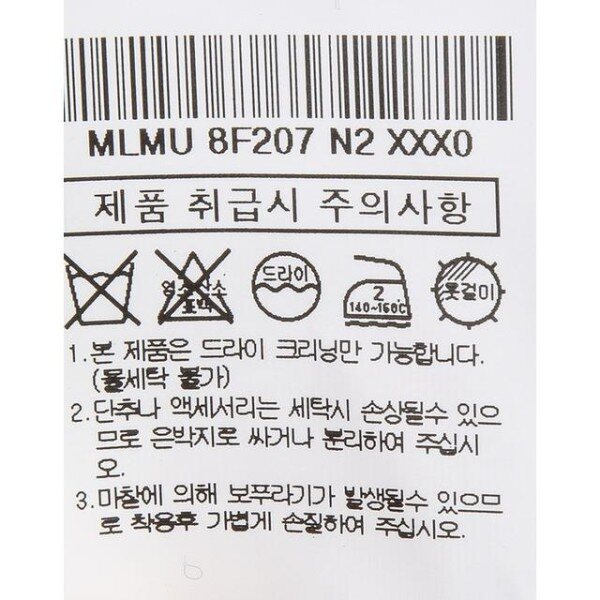 MLMU 8F207 N2 XXX0
제품 취급시 주의사항
염소산소
표백
드라이
2
140~160℃
옷걸이
1.본 제품은 드라이 크리닝만 가능합니다.
(물세탁 불가)
2.단추나 액세서리는 세탁시 손상될수 있으
므로 은박지로 싸거나 분리하여 주십시
오.
3.마찰에 의해 보푸라기가 발생될수 있으므
로 착용후 가볍게 손질하여 주십시오.